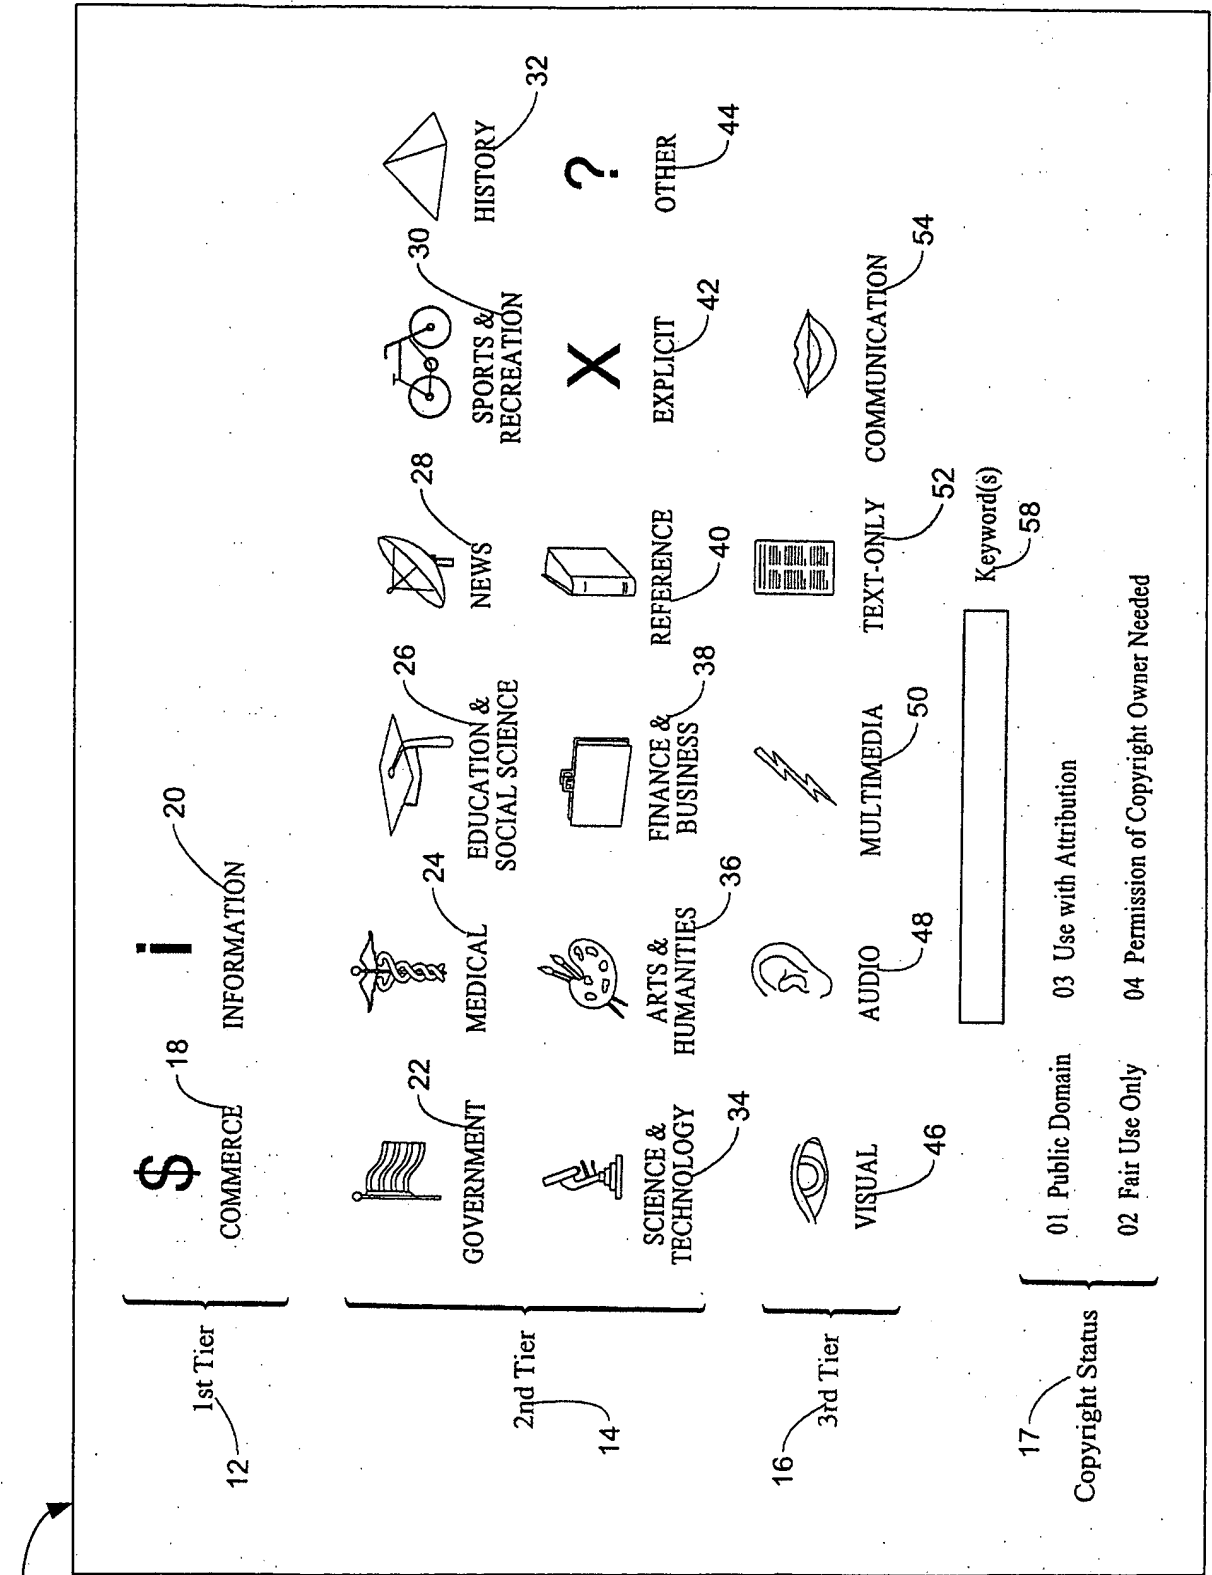 1st Tier
12
$
COMMERCE
18
i
INFORMATION
20
2nd Tier
14
GOVERNMENT
22
MEDICAL
24
EDUCATION &
SOCIAL SCIENCE
26
NEWS
28
SPORTS &
RECREATION
30
HISTORY
32
SCIENCE &
TECHNOLOGY
34
ARTS &
HUMANITIES
36
FINANCE &
BUSINESS
38
REFERENCE
40
X
EXPLICIT
42
?
OTHER
44
3rd Tier
16
VISUAL
46
AUDIO
48
MULTIMEDIA
50
TEXT-ONLY
52
COMMUNICATION
54
Keyword(s)
58
17
Copyright Status
01 Public Domain
03 Use with Attribution
02 Fair Use Only
04 Permission of Copyright Owner Needed